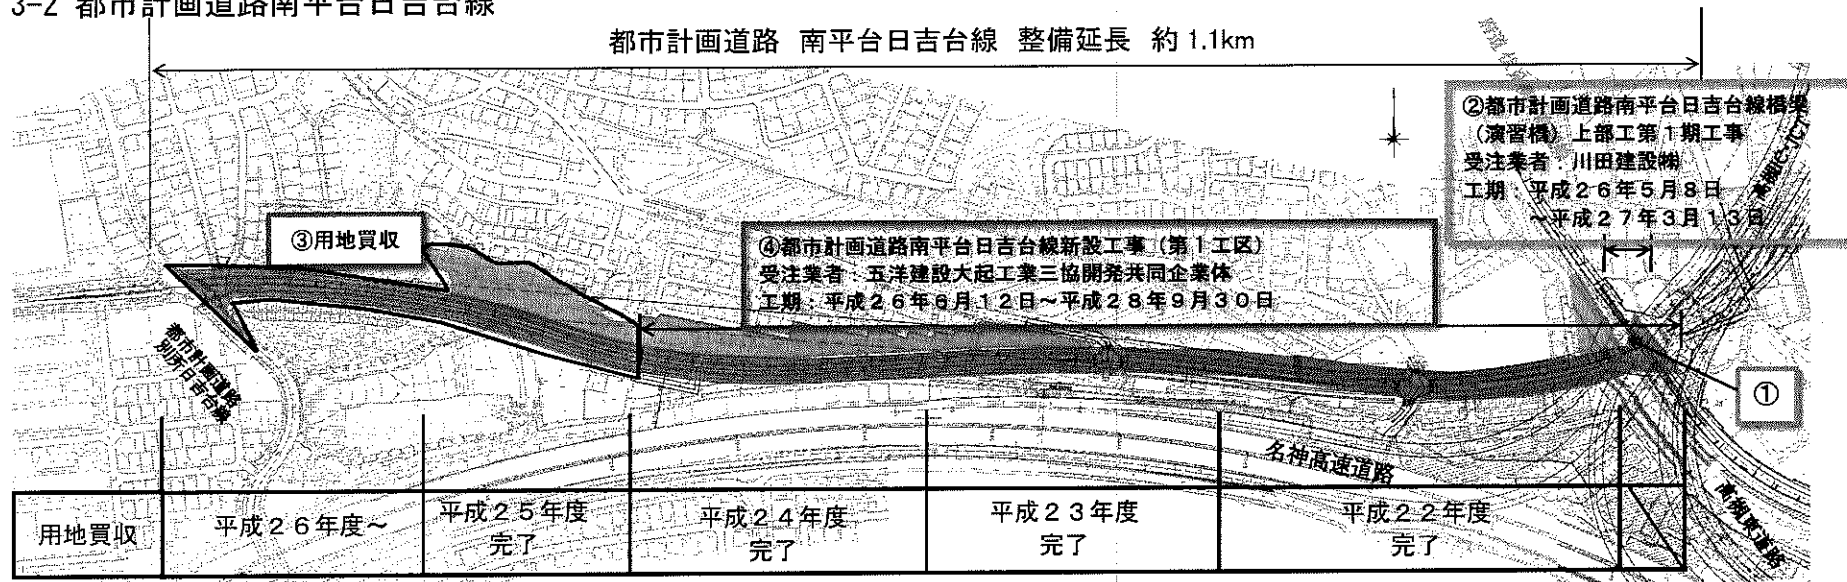 3-2 都市計画道路南平台日吉台線
都市計画道路 南平台日吉台線 整備延長 約1.1km
②都市計画道路南平台日吉台線橋梁
（演習橋）上部工第1期工事
受注業者：川田建設㈱
工期：平成26年5月8日
～平成27年3月13日
③用地買収
④都市計画道路南平台日吉台線新設工事（第1工区）
受注業者：五洋建設大起工業三協開発共同企業体
工期：平成26年6月12日～平成28年9月30日
①
都市計画道路
別所日吉台線
名神高速道路
高槻東道路
用地買収
平成26年度～
平成25年度
完了
平成24年度
完了
平成23年度
完了
平成22年度
完了